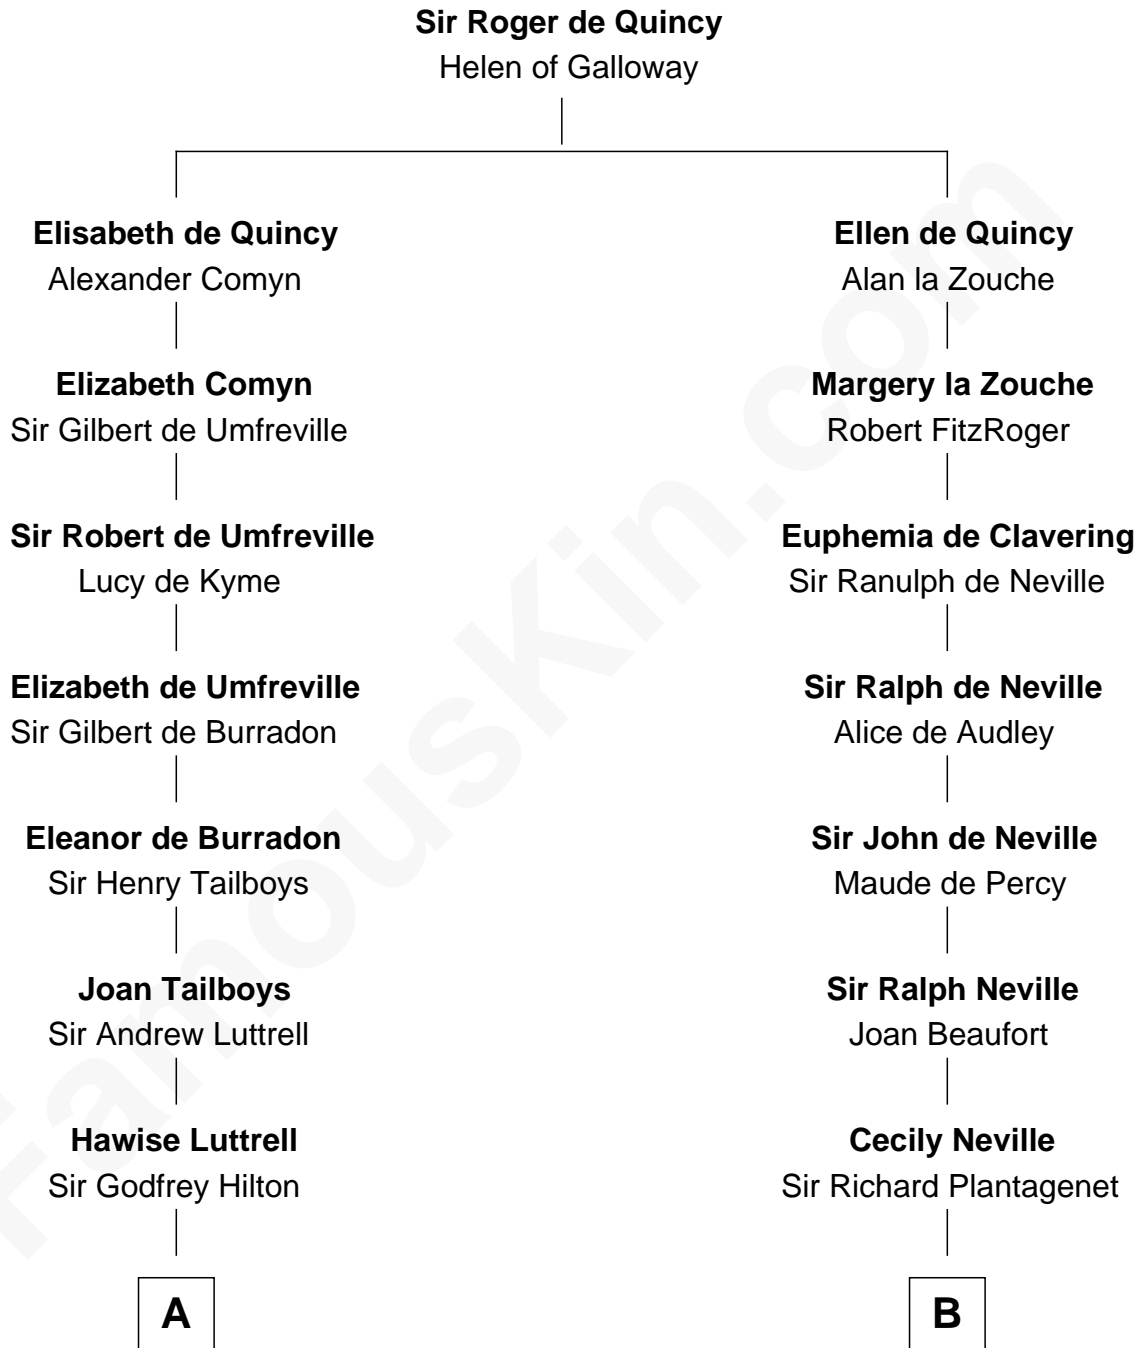 Sir Roger de Quincy
Helen of Galloway
Elisabeth de Quincy
Alexander Comyn
Elizabeth Comyn
Sir Gilbert de Umfreville
Sir Robert de Umfreville
Lucy de Kyme
Elizabeth de Umfreville
Sir Gilbert de Burradon
Eleanor de Burradon
Sir Henry Tailboys
Joan Tailboys
Sir Andrew Luttrell
Hawise Luttrell
Sir Godfrey Hilton
A
Ellen de Quincy
Alan la Zouche
Margery la Zouche
Robert FitzRoger
Euphemia de Clavering
Sir Ranulph de Neville
Sir Ralph de Neville
Alice de Audley
Sir John de Neville
Maude de Percy
Sir Ralph Neville
Joan Beaufort
Cecily Neville
Sir Richard Plantagenet
B
FamousKin.com